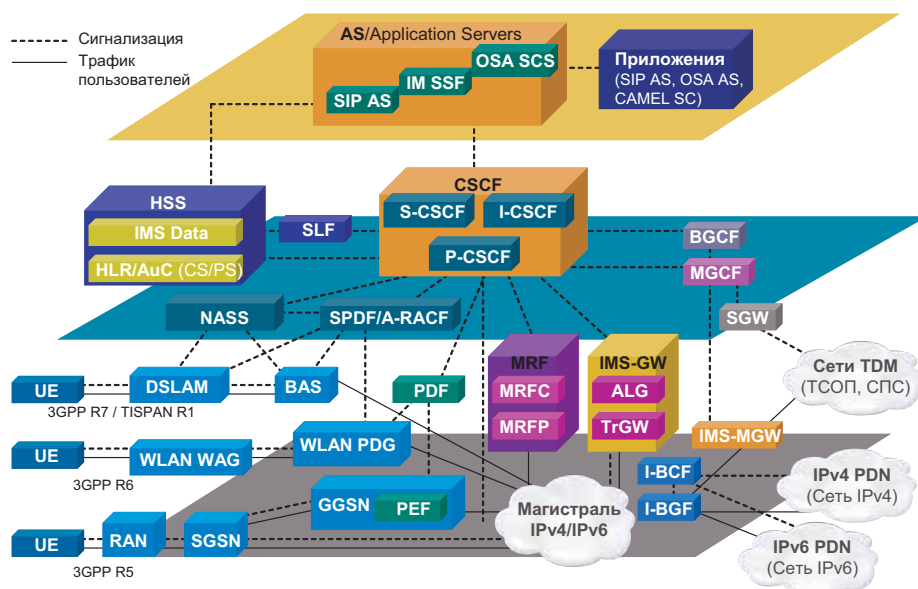 Сигнализация
Трафик
пользователей
AS/Application Servers
OSA SCS
IM SSF
SIP AS
Приложения
(SIP AS, OSA AS,
CAMEL SC)
HSS
IMS Data
HLR/AuC (CS/PS)
SLF
CSCF
S-CSCF
I-CSCF
P-CSCF
BGCF
MGCF
SGW
NASS
SPDF/A-RACF
MRF
MRFC
MRFP
IMS-GW
ALG
TrGW
Сети TDM
(ТСОП, СПС)
UE
DSLAM
BAS
PDF
3GPP R7 / TISPAN R1
IMS-MGW
UE
WLAN WAG
WLAN PDG
3GPP R6
I-BCF
I-BGF
IPv4 PDN
(Сеть IPv4)
GGSN
PEF
Магистраль
IPv4/IPv6
UE
RAN
SGSN
3GPP R5
IPv6 PDN
(Сеть IPv6)